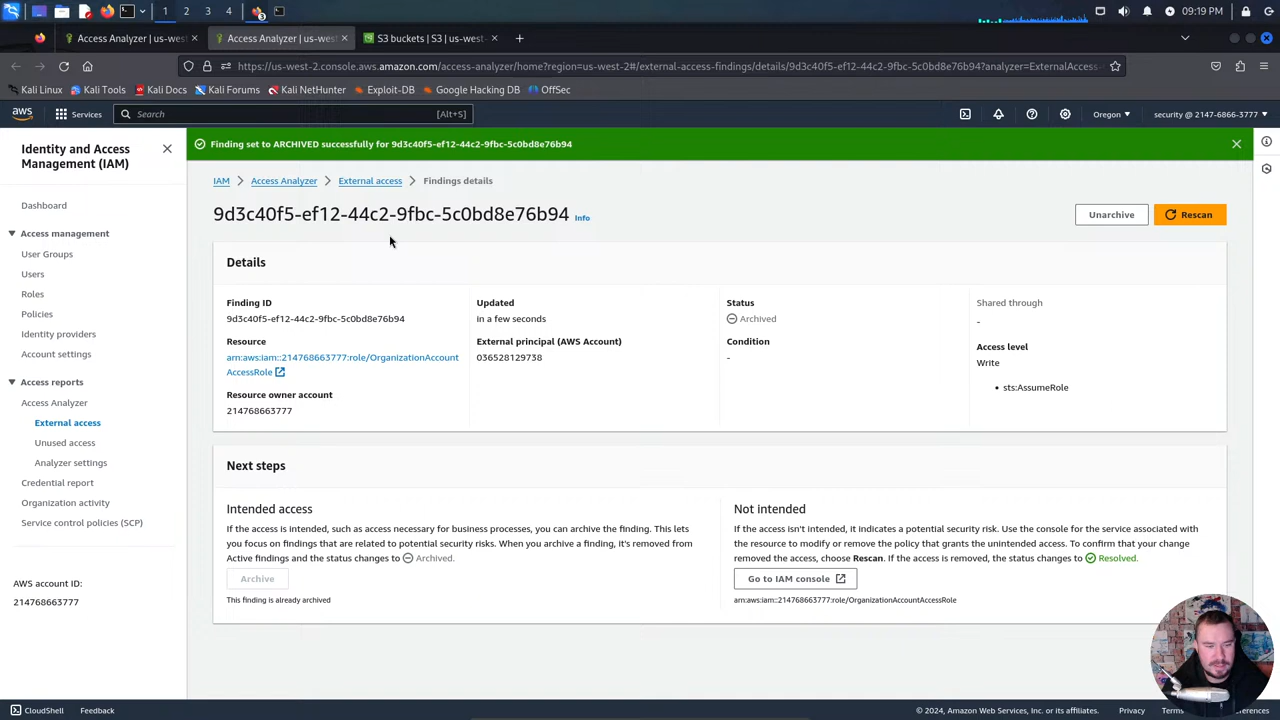 1
2
3
4
3
09:19 PM
Access Analyzer | us-west
Access Analyzer | us-west
S3 buckets | S3 | us-west-
https://us-west-2.console.aws.amazon.com/access-analyzer/home?region=us-west-2#/external-access-findings/details/9d3c40f5-ef12-44c2-9fbc-5c0bd8e76b94?analyzer=ExternalAccess
Kali Linux
Kali Tools
Kali Docs
Kali Forums
Kali NetHunter
Exploit-DB
Google Hacking DB
OffSec
aws
Services
Search
[Alt+S]
Oregon
security @ 2147-6866-3777
Identity and Access
Management (IAM)
Dashboard
Access management
User Groups
Users
Roles
Policies
Identity providers
Account settings
Access reports
Access Analyzer
External access
Unused access
Analyzer settings
Credential report
Organization activity
Service control policies (SCP)
AWS account ID:
214768663777
Finding set to ARCHIVED successfully for 9d3c40f5-ef12-44c2-9fbc-5c0bd8e76b94
IAM
Access Analyzer
External access
Findings details
9d3c40f5-ef12-44c2-9fbc-5c0bd8e76b94 Info
Unarchive
Rescan
Details
Finding ID
9d3c40f5-ef12-44c2-9fbc-5c0bd8e76b94
Resource
arn:aws:iam::214768663777:role/OrganizationAccount
AccessRole
Resource owner account
214768663777
Updated
in a few seconds
External principal (AWS Account)
036528129738
Status
Archived
Condition
-
Shared through
-
Access level
Write
• sts:AssumeRole
Next steps
Intended access
If the access is intended, such as access necessary for business processes, you can archive the finding. This lets
you focus on findings that are related to potential security risks. When you archive a finding, it's removed from
Active findings and the status changes to Archived.
Archive
This finding is already archived
Not intended
If the access isn't intended, it indicates a potential security risk. Use the console for the service associated with
the resource to modify or remove the policy that grants the unintended access. To confirm that your change
removed the access, choose Rescan. If the access is removed, the status changes to Resolved.
Go to IAM console
arn:aws:iam::214768663777:role/OrganizationAccountAccessRole
CloudShell
Feedback
© 2024, Amazon Web Services, Inc. or its affiliates.
Privacy